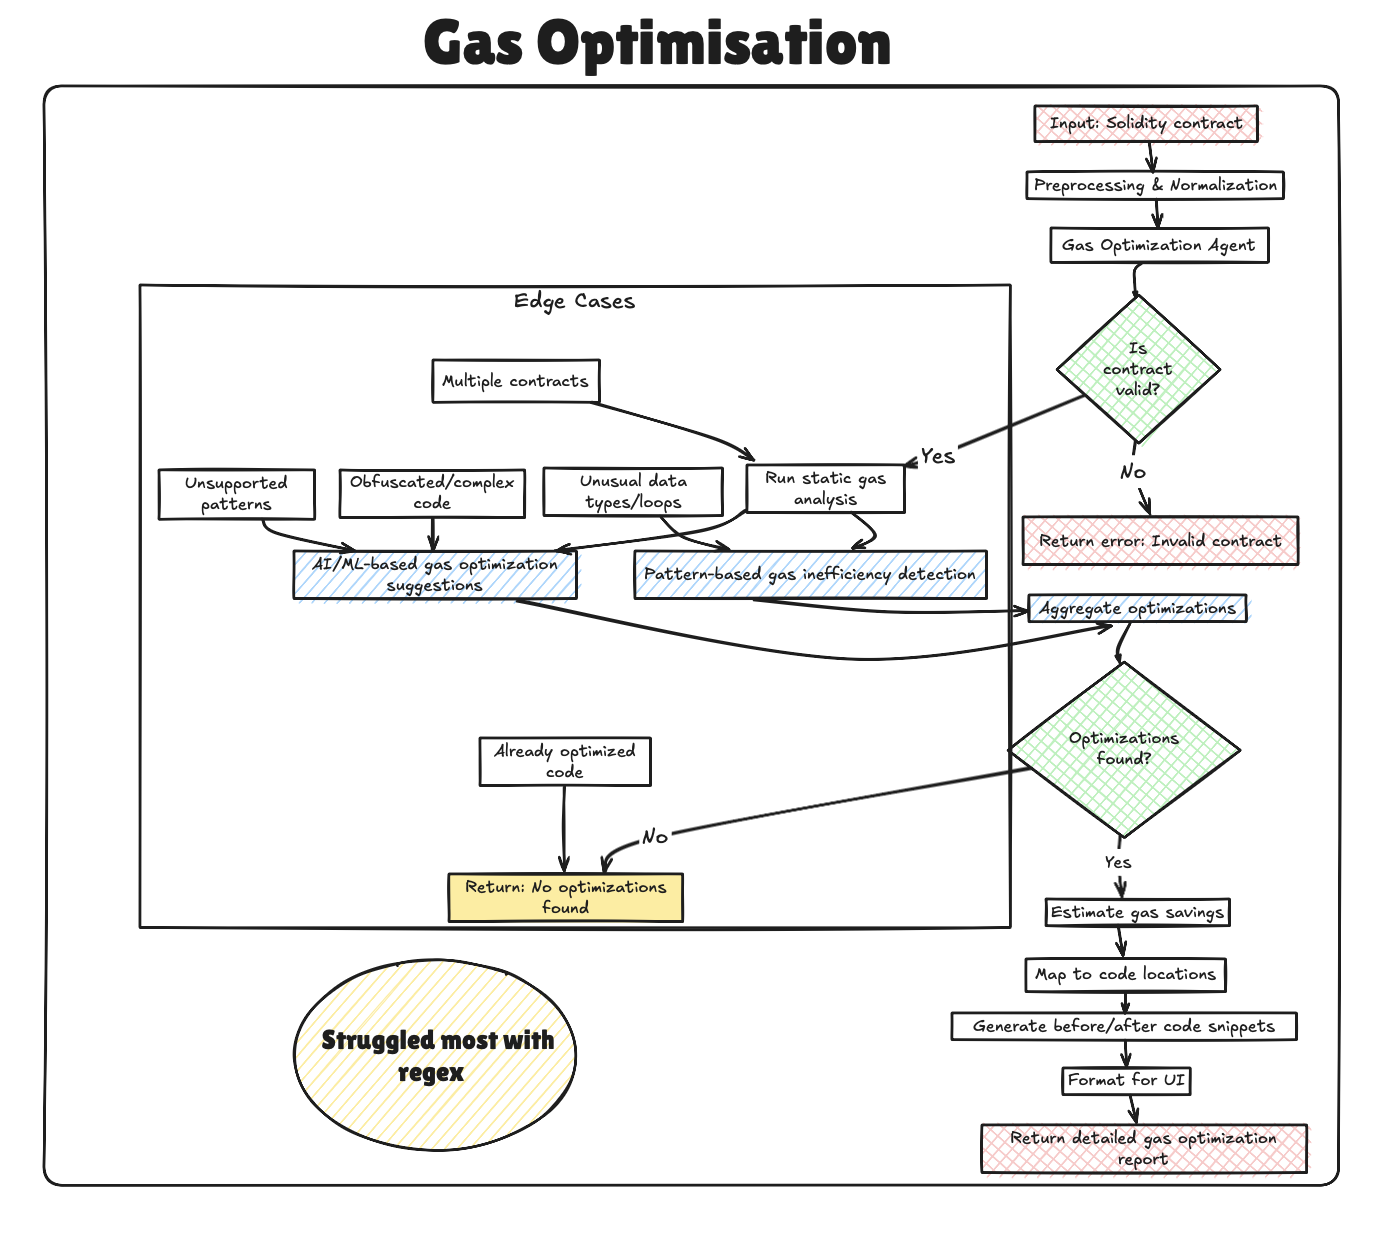 Gas Optimisation
Input: Solidity contract
Preprocessing & Normalization
Gas Optimization Agent
Is
contract
valid?
Yes
No
Return error: Invalid contract
Edge Cases
Multiple contracts
Unsupported
patterns
Obfuscated/complex
code
Unusual data
types/loops
Run static gas
analysis
AI/ML-based gas optimization
suggestions
Pattern-based gas inefficiency detection
Aggregate optimizations
Optimizations
found?
Already optimized
code
No
Return: No optimizations
found
Yes
Estimate gas savings
Map to code locations
Generate before/after code snippets
Format for UI
Return detailed gas optimization
report
Struggled most with
regex